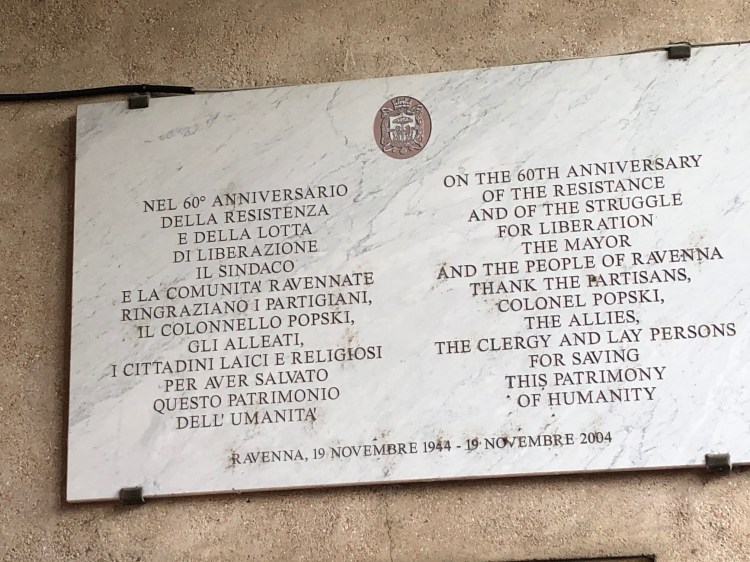 NEL 60° ANNIVERSARIO
DELLA RESISTENZA
E DELLA LOTTA
DI LIBERAZIONE
IL SINDACO
E LA COMUNITA' RAVENNATE
RINGRAZIANO I PARTIGIANI,
IL COLONNELLO POPSKI,
GLI ALLEATI,
I CITTADINI LAICI E RELIGIOSI
PER AVER SALVATO
QUESTO PATRIMONIO
DELL' UMANITA'
ON THE 60TH ANNIVERSARY
OF THE RESISTANCE
AND OF THE STRUGGLE
FOR LIBERATION
THE MAYOR
AND THE PEOPLE OF RAVENNA
THANK THE PARTISANS,
COLONEL POPSKI,
THE ALLIES,
THE CLERGY AND LAY PERSONS
FOR SAVING
THIS PATRIMONY
OF HUMANITY
RAVENNA, 19 NOVEMBRE 1944 - 19 NOVEMBRE 2004